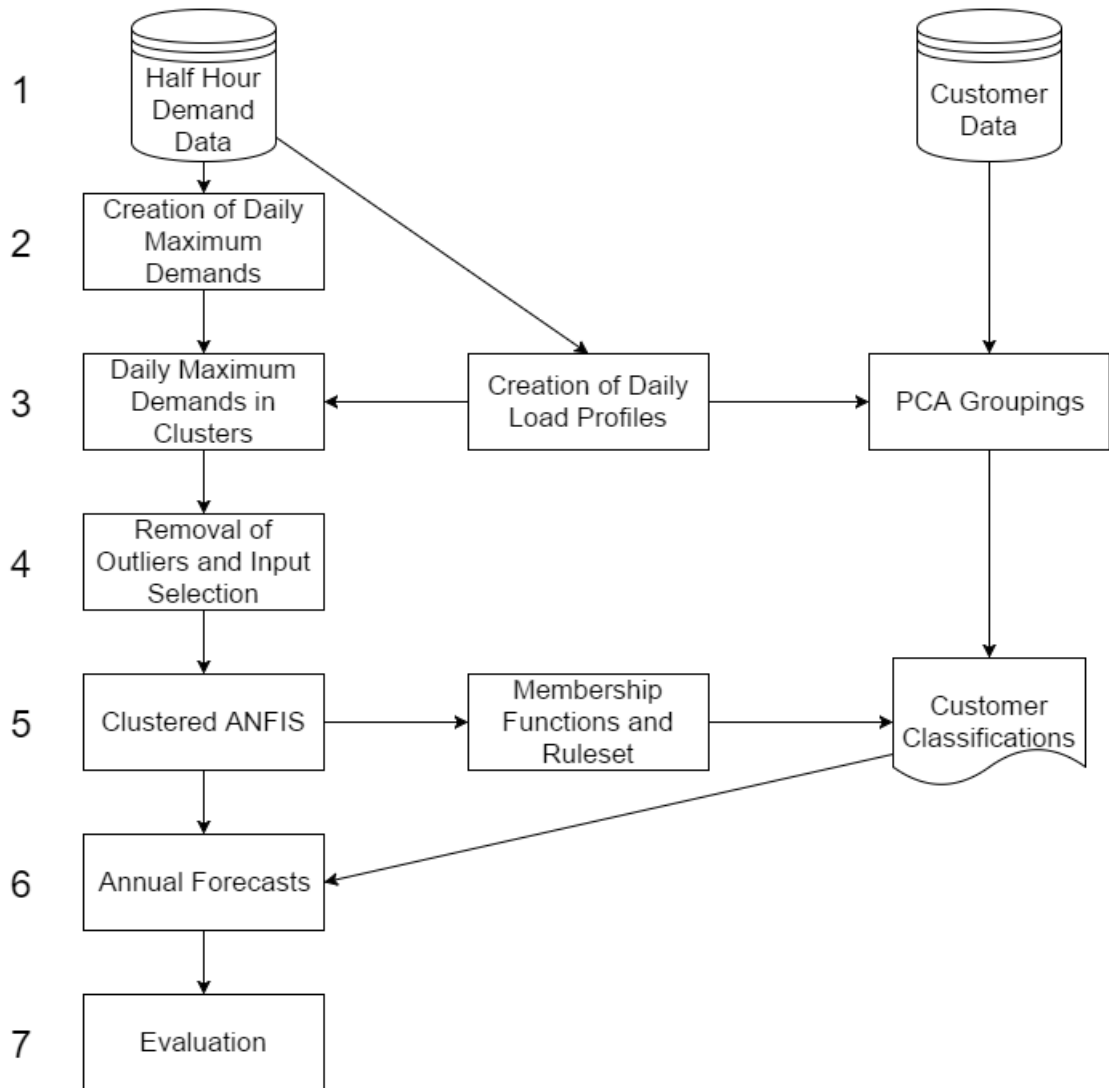 1
Half Hour
Demand
Data
Customer
Data
2
Creation of Daily
Maximum
Demands
3
Daily Maximum
Demands in
Clusters
Creation of Daily
Load Profiles
PCA Groupings
4
Removal of
Outliers and Input
Selection
5
Clustered ANFIS
Membership
Functions and
Ruleset
Customer
Classifications
6
Annual Forecasts
7
Evaluation